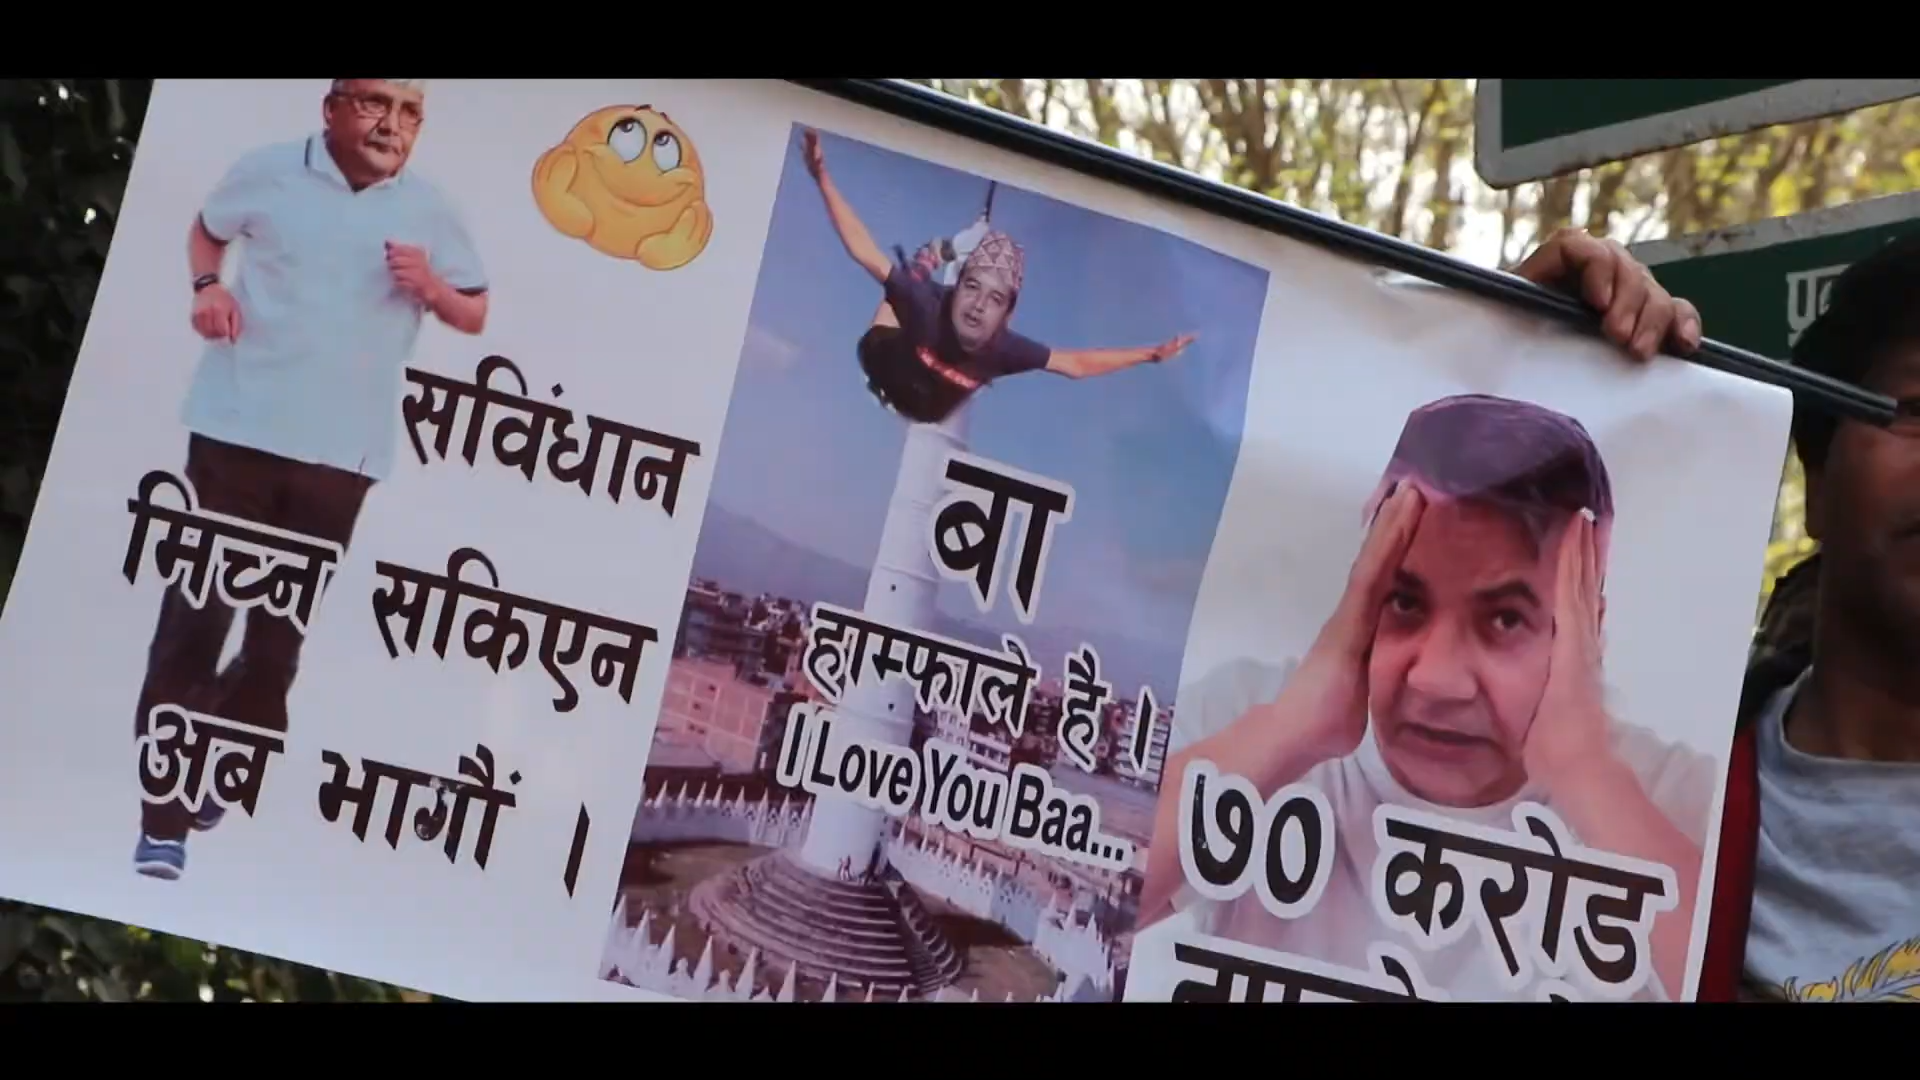 सविंधान
मिच्न सकिएन
अब भागौं ।
बा
हाम्फाले है ।
I Love You Baa...
७० करोड